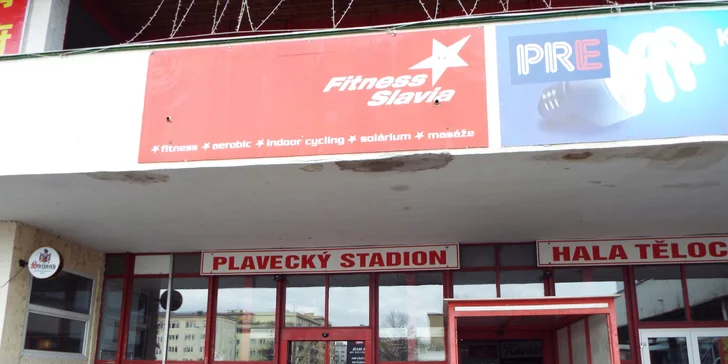 Fitness
Slavia
fitness ★ aerobic ★ indoor cycling ★ solárium ★ masáže
PRE
K
PLAVECKÝ STADION
HALA TĚLOC